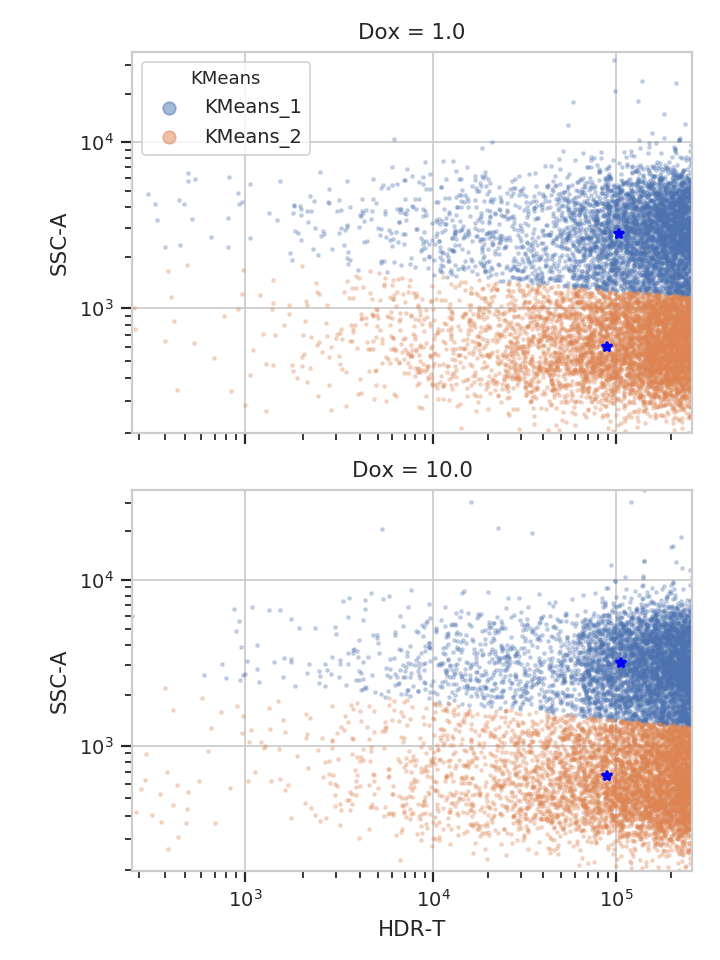 Dox = 1.0
KMeans
KMeans_1
KMeans_2
10^4
10^3
SSC-A
Dox = 10.0
10^4
10^3
SSC-A
10^3
10^4
10^5
HDR-T